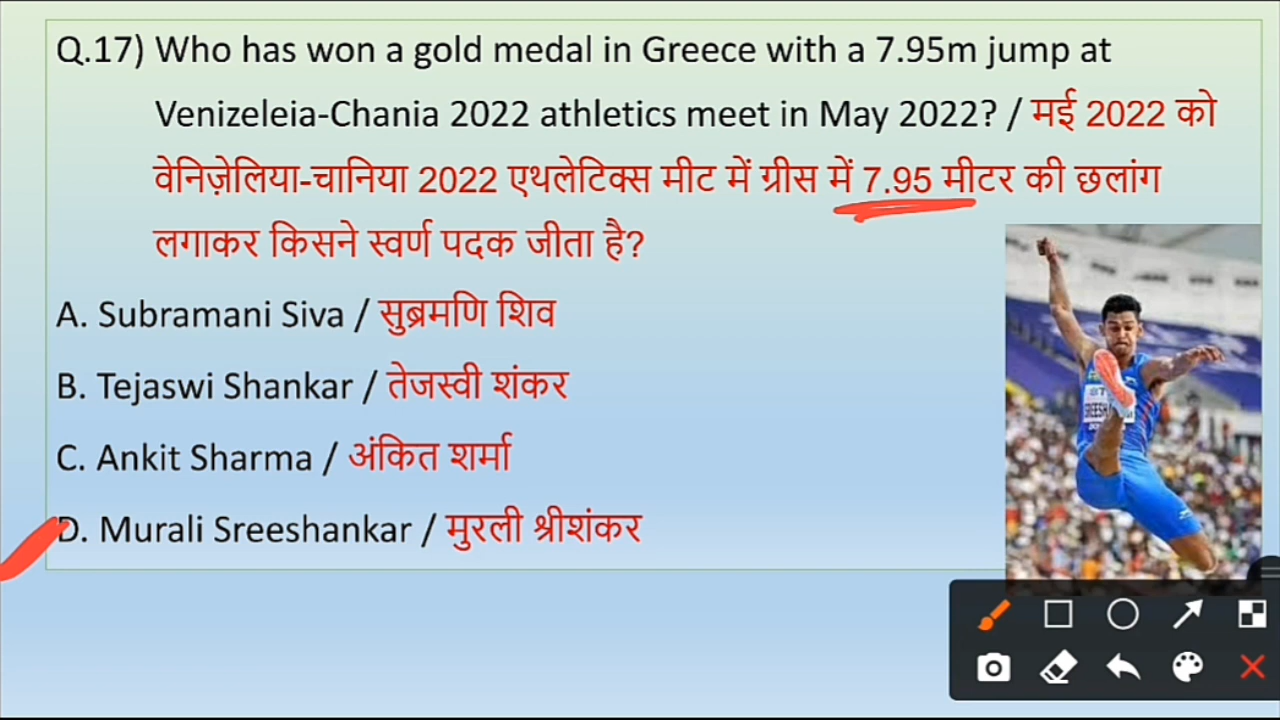 Q.17) Who has won a gold medal in Greece with a 7.95m jump at
Venizeleia-Chania 2022 athletics meet in May 2022? / मई 2022 को
वेनिज़ेलिया-चानिया 2022 एथलेटिक्स मीट में ग्रीस में 7.95 मीटर की छलांग
लगाकर किसने स्वर्ण पदक जीता है?
A. Subramani Siva / सुब्रमणि शिव
B. Tejaswi Shankar / तेजस्वी शंकर
C. Ankit Sharma / अंकित शर्मा
D. Murali Sreeshankar / मुरली श्रीशंकर